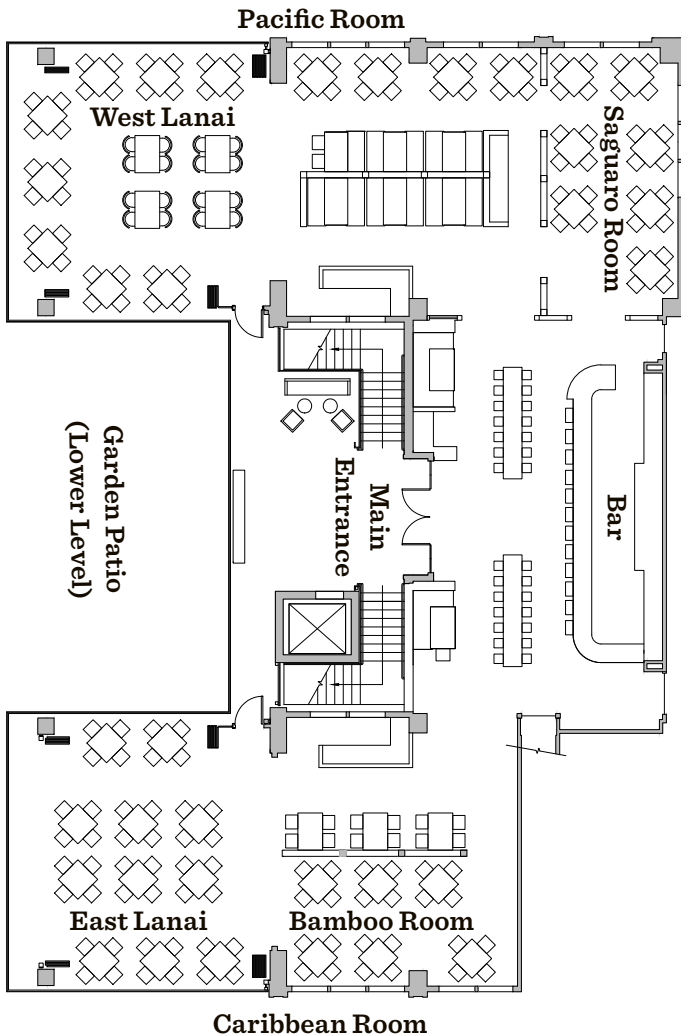 Pacific Room
West Lanai
Saguaro Room
Garden Patio
(Lower Level)
Main
Entrance
Bar
East Lanai
Bamboo Room
Caribbean Room